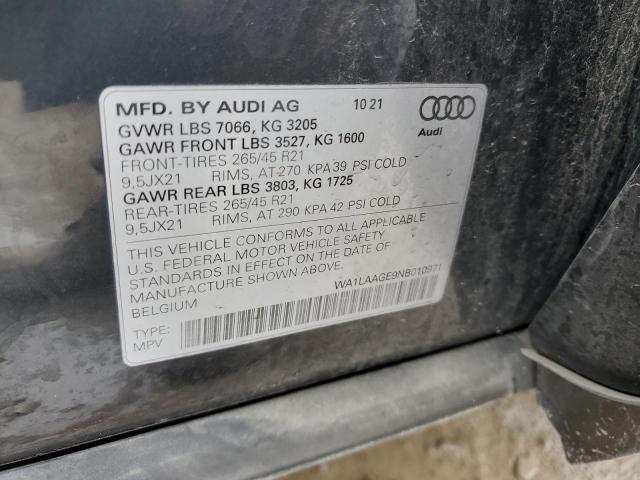 MFD. BY AUDI AG 10 21
GVWR LBS 7066, KG 3205
GAWR FRONT LBS 3527, KG 1600
FRONT-TIRES 265/45 R21
9,5JX21 RIMS, AT 270 KPA 39 PSI COLD
GAWR REAR LBS 3803, KG 1725
REAR-TIRES 265/45 R21
9,5JX21 RIMS, AT 290 KPA 42 PSI COLD
Audi
THIS VEHICLE CONFORMS TO ALL APPLICABLE
U.S. FEDERAL MOTOR VEHICLE SAFETY
STANDARDS IN EFFECT ON THE DATE OF
MANUFACTURE SHOWN ABOVE.
BELGIUM
WA1LAAGE9NB010971
TYPE:
MPV